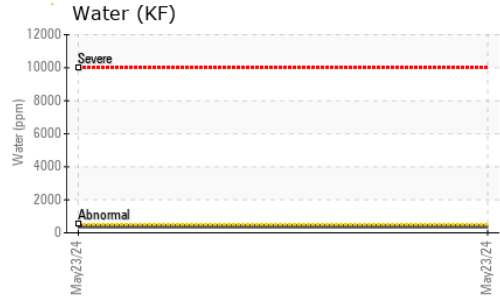 Water (KF)
12000
10000
8000
6000
4000
2000
0
Water (ppm)
Severe
Abnormal
May23/24
May23/24